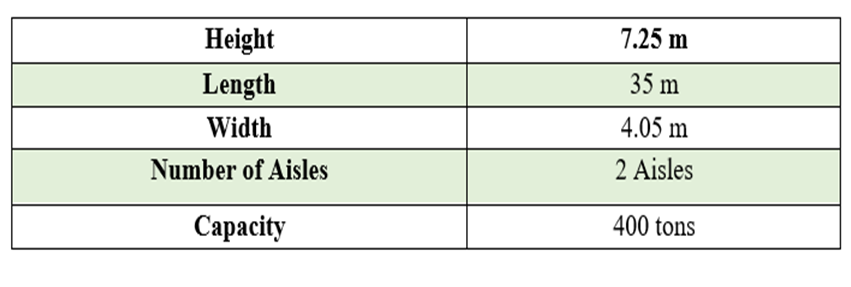 Height 7.25 m
Length 35 m
Width 4.05 m
Number of Aisles 2 Aisles
Capacity 400 tons